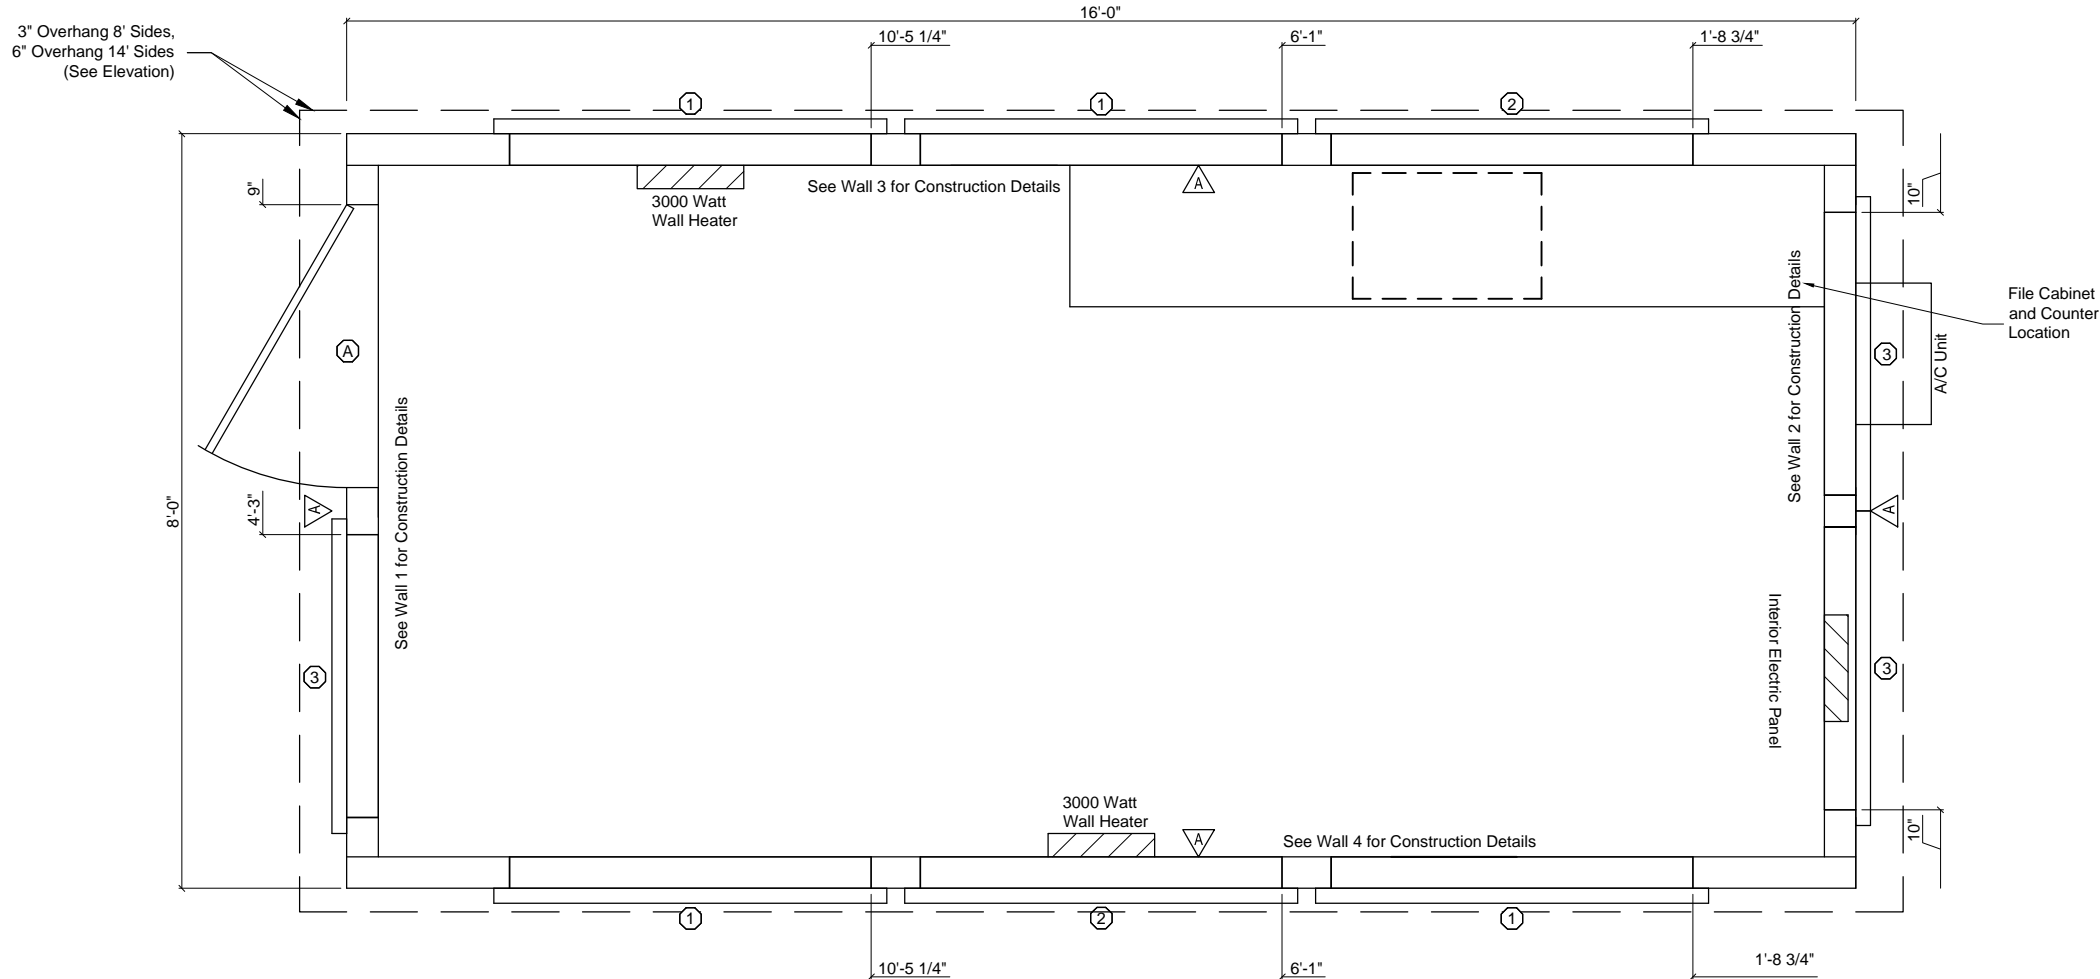 16'-0"
3" Overhang 8' Sides,
6" Overhang 14' Sides
(See Elevation)
10'-5 1/4"
6'-1"
1'-8 3/4"
1
1
2
9"
10"
3000 Watt
Wall Heater
See Wall 3 for Construction Details
A
A
See Wall 1 for Construction Details
See Wall 2 for Construction Details
File Cabinet
and Counter
Location
3
A/C Unit
8'-0"
4'-3"
A
A
3
Interior Electric Panel
3
3000 Watt
Wall Heater
A
See Wall 4 for Construction Details
10"
1
2
1
10'-5 1/4"
6'-1"
1'-8 3/4"